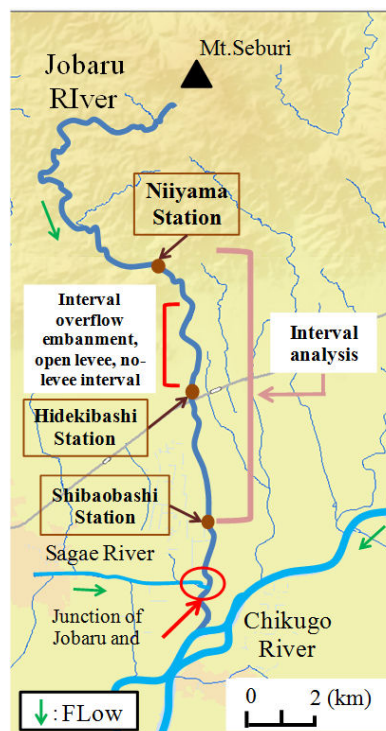 Mt.Seburi
Jobaru
RIver
Niiyama
Station
Interval
overflow
embanment,
open levee, no-
levee interval
Interval
analysis
Hidekibashi
Station
Shibaobashi
Station
Sagae River
Junction of
Jobaru and
Chikugo
River
↓: FLow
0 2 (km)